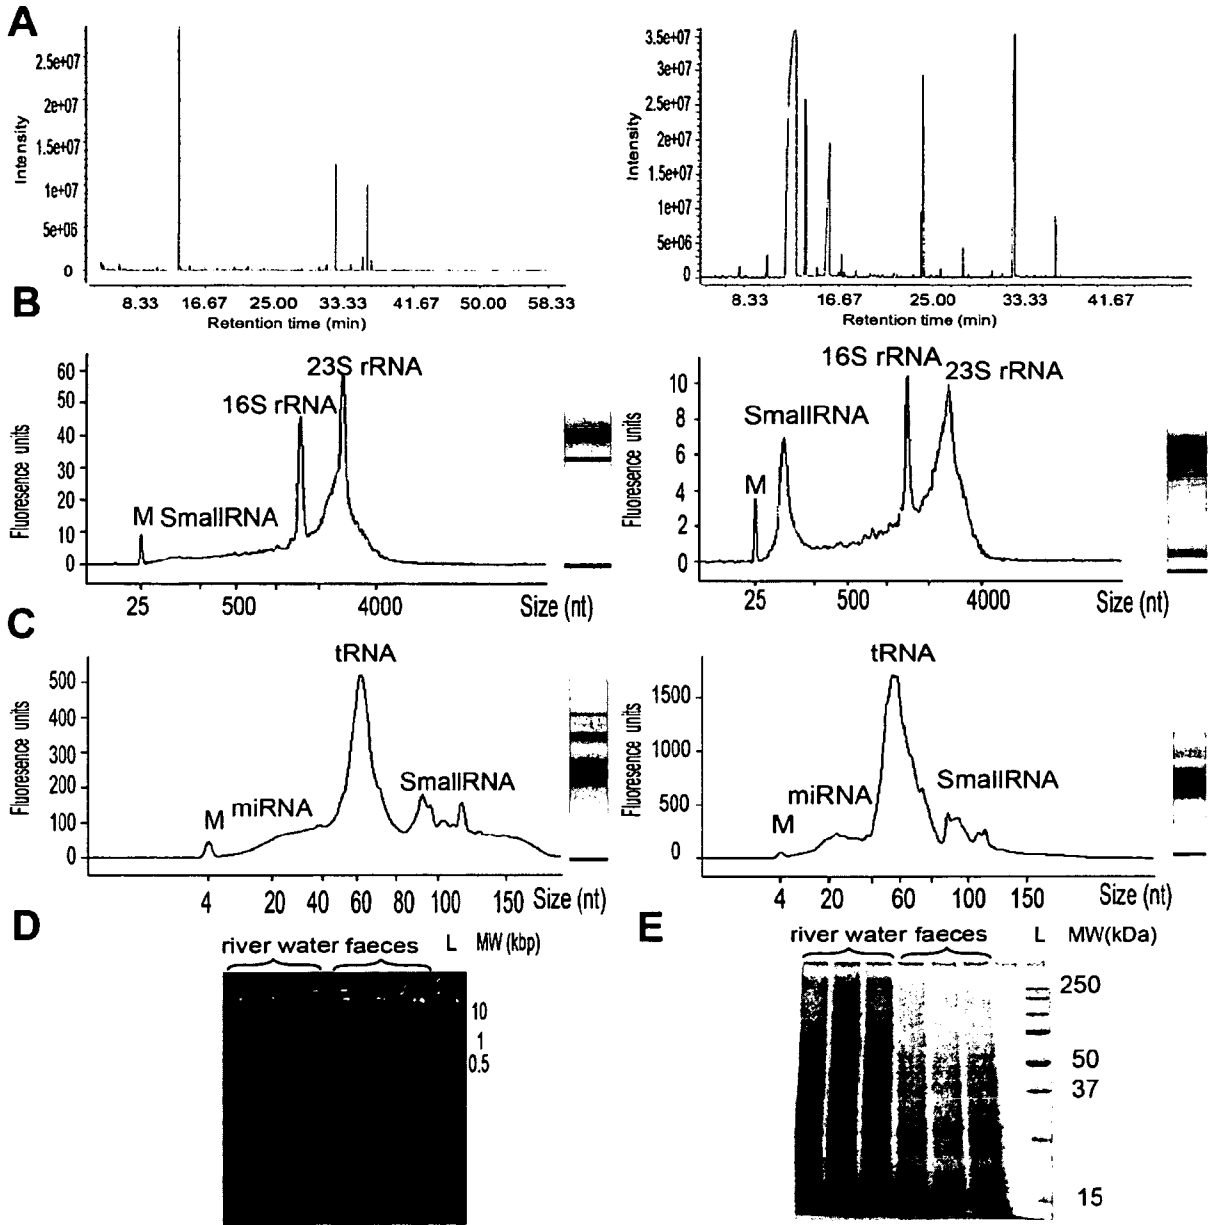 A
2.5e+07
2e+07
1.5e+07
1e+07
5e+06
0
Intensity
8.33 16.67 25.00 33.33 41.67 50.00 58.33
Retention time (min)
3.5e+07
3e+07
2.5e+07
2e+07
1.5e+07
1e+07
5e+06
0
Intensity
8.33 16.67 25.00 33.33 41.67
Retention time (min)
B
60
50
40
30
20
10
0
Fluoresence units
23S rRNA
16S rRNA
M SmallRNA
25 500 4000 Size (nt)
10
8
6
4
2
0
Fluoresence units
16S rRNA
23S rRNA
SmallRNA
M
25 500 4000 Size (nt)
C
500
400
300
200
100
0
Fluoresence units
tRNA
SmallRNA
miRNA
M
4 20 40 60 80 100 150 Size (nt)
1500
1000
500
0
Fluoresence units
tRNA
SmallRNA
miRNA
M
4 20 60 100 150 Size (nt)
D
river water faeces L MW (kbp)
10
1
0.5
E
river water faeces L MW(kDa)
250
50
37
15